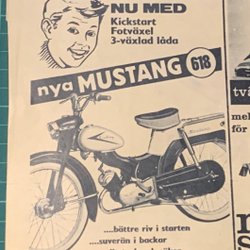 NU MED
Kickstart
Fotväxel
3-växlad låda
nya MUSTANG 618
....bättre riv i starten
...suverän i backar
två
mel
för